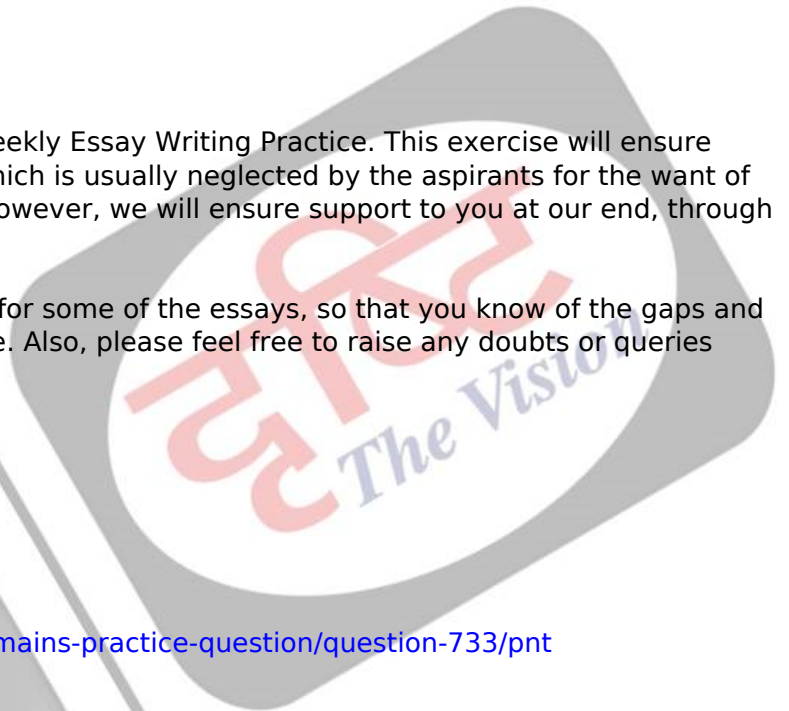 eekly Essay Writing Practice. This exercise will ensure
hich is usually neglected by the aspirants for the want of
owever, we will ensure support to you at our end, through
for some of the essays, so that you know of the gaps and
e. Also, please feel free to raise any doubts or queries
दृष्टि
The Vision
mains-practice-question/question-733/pnt